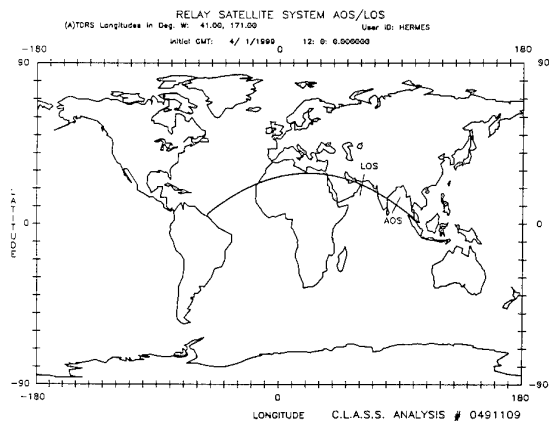 RELAY SATELLITE SYSTEM AOS/LOS
(A)TDRS Longitudes in Deg. W: 41.00, 171.00 User ID: HERMES
Initial GMT: 4/ 1/1999 12: 0: 0.000000
-180 0 180
90 90
LOS
LATITUDE
0 0
AOS
-90 -90
-180 0 180
LONGITUDE C.L.A.S.S. ANALYSIS # 0491109